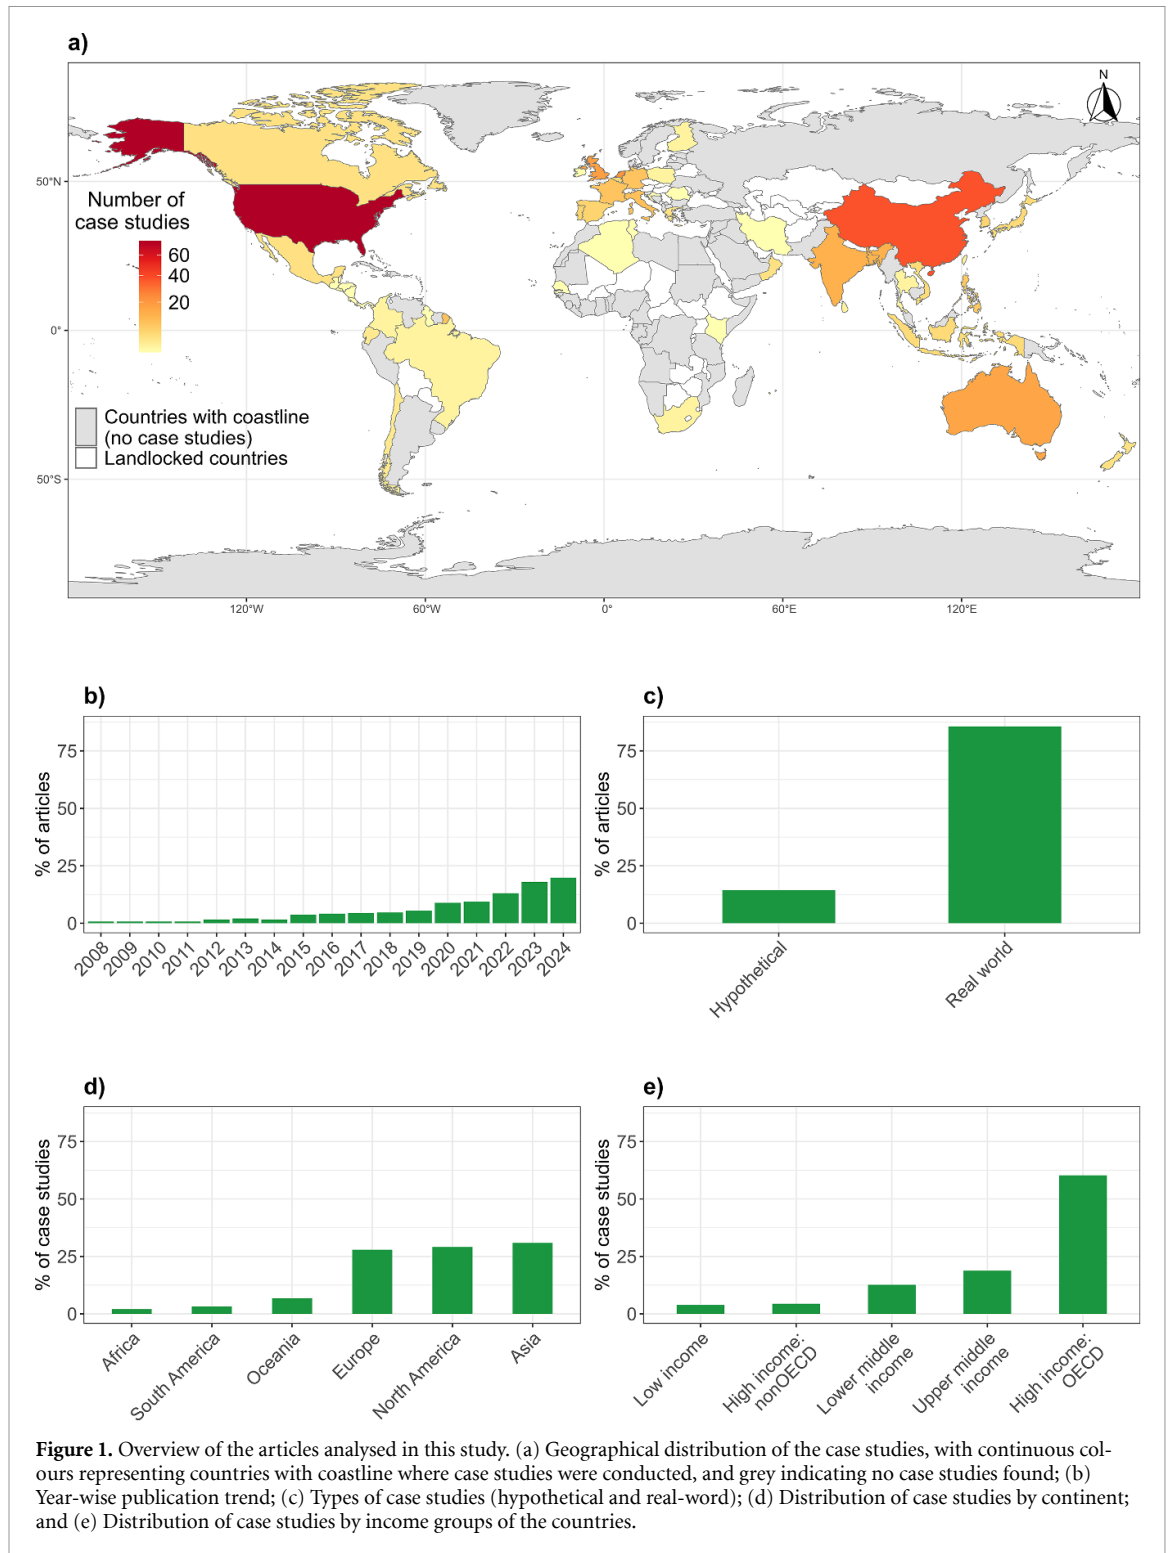 a)
N
50°N
0°
50°S
Number of
case studies
60
40
20
Countries with coastline
(no case studies)
Landlocked countries
120°W
60°W
0°
60°E
120°E
b)
% of articles
75
50
25
0
2008
2009
2010
2011
2012
2013
2014
2015
2016
2017
2018
2019
2020
2021
2022
2023
2024
c)
% of articles
75
50
25
0
Hypothetical
Real world
d)
% of case studies
75
50
25
0
Africa
South America
Oceania
Europe
North America
Asia
e)
% of case studies
75
50
25
0
Low income
High income:
nonOECD
Lower middle
income
Upper middle
income
High income:
OECD
Figure 1. Overview of the articles analysed in this study. (a) Geographical distribution of the case studies, with continuous col-
ours representing countries with coastline where case studies were conducted, and grey indicating no case studies found; (b)
Year-wise publication trend; (c) Types of case studies (hypothetical and real-word); (d) Distribution of case studies by continent;
and (e) Distribution of case studies by income groups of the countries.